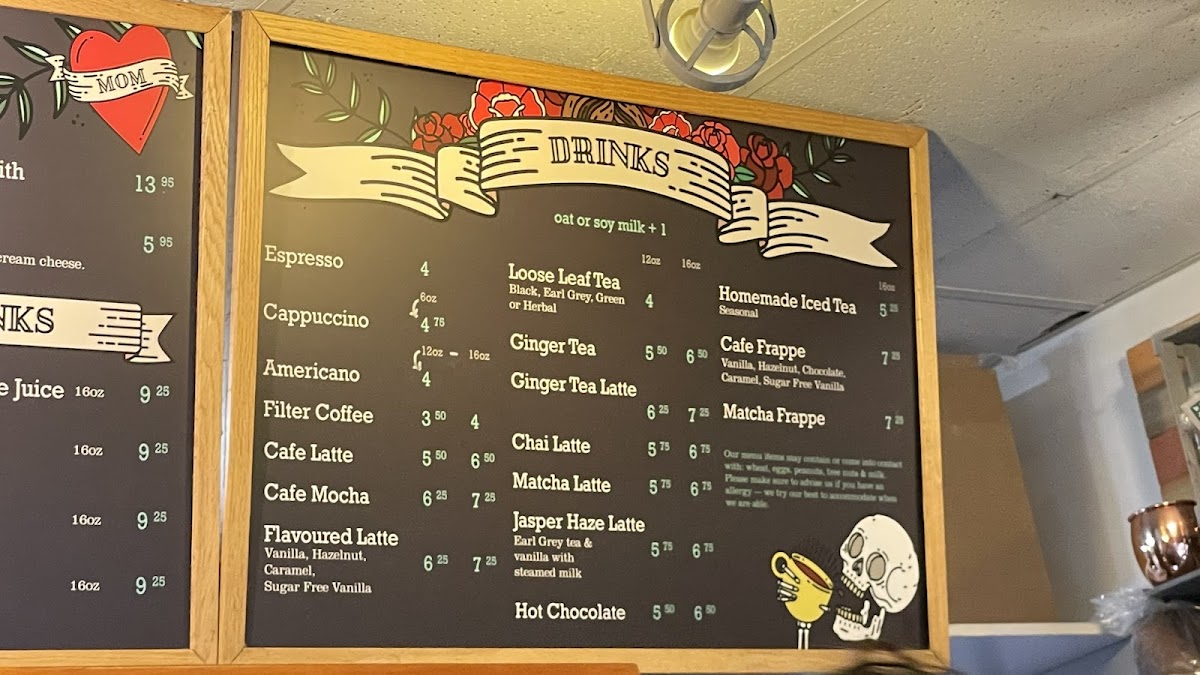 MOM
ith
13 95
5 95
cream cheese.
NKS
e Juice 16oz 9 25
16oz 9 25
16oz 9 25
16oz 9 25
DRINKS
oat or soy milk + 1
Espresso 4
6oz
Cappuccino 4 75
12oz - 16oz
Americano 4
Filter Coffee 3 50 4
Cafe Latte 5 50 6 50
Cafe Mocha 6 25 7 25
Flavoured Latte
Vanilla, Hazelnut,
Caramel, 6 25 7 25
Sugar Free Vanilla
12oz 16oz
Loose Leaf Tea
Black, Earl Grey, Green 4
or Herbal
Ginger Tea 5 50 6 50
Ginger Tea Latte
6 25 7 25
Chai Latte 5 75 6 75
Matcha Latte 5 75 6 75
Jasper Haze Latte
Earl Grey tea & 5 75 6 75
vanilla with
steamed milk
Hot Chocolate 5 50 6 50
16oz
Homemade Iced Tea 5 25
Seasonal
Cafe Frappe 7 25
Vanilla, Hazelnut, Chocolate,
Caramel, Sugar Free Vanilla
Matcha Frappe 7 25
Our menu items may contain or come into contact
with: wheat, eggs, peanuts, tree nuts & milk.
Please make sure to advise us if you have an
allergy — we try our best to accommodate when
we are able.